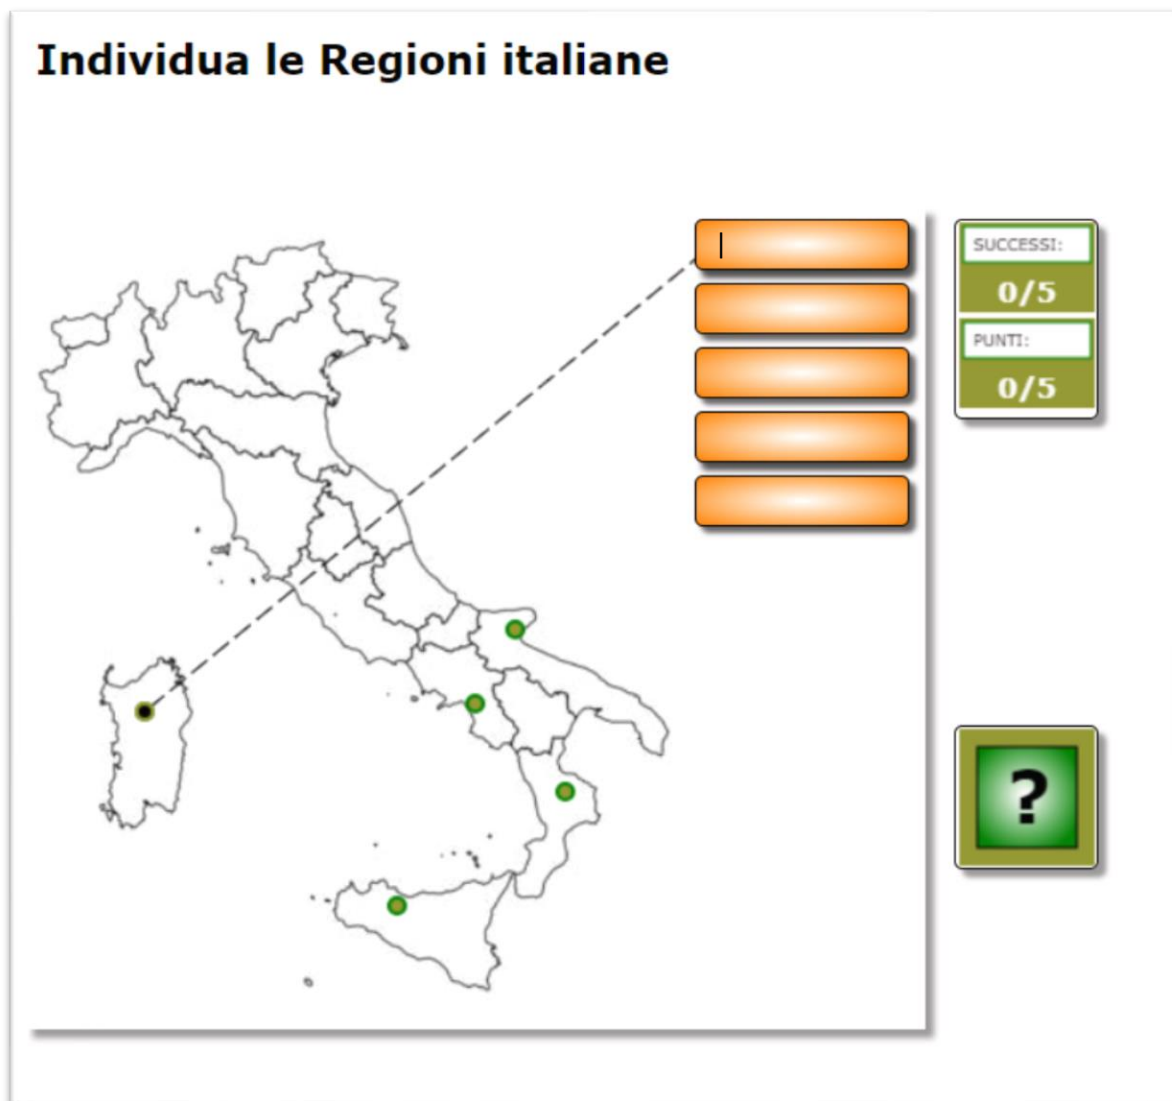 Individua le Regioni italiane
SUCCESSI:
0/5
PUNTI:
0/5
?